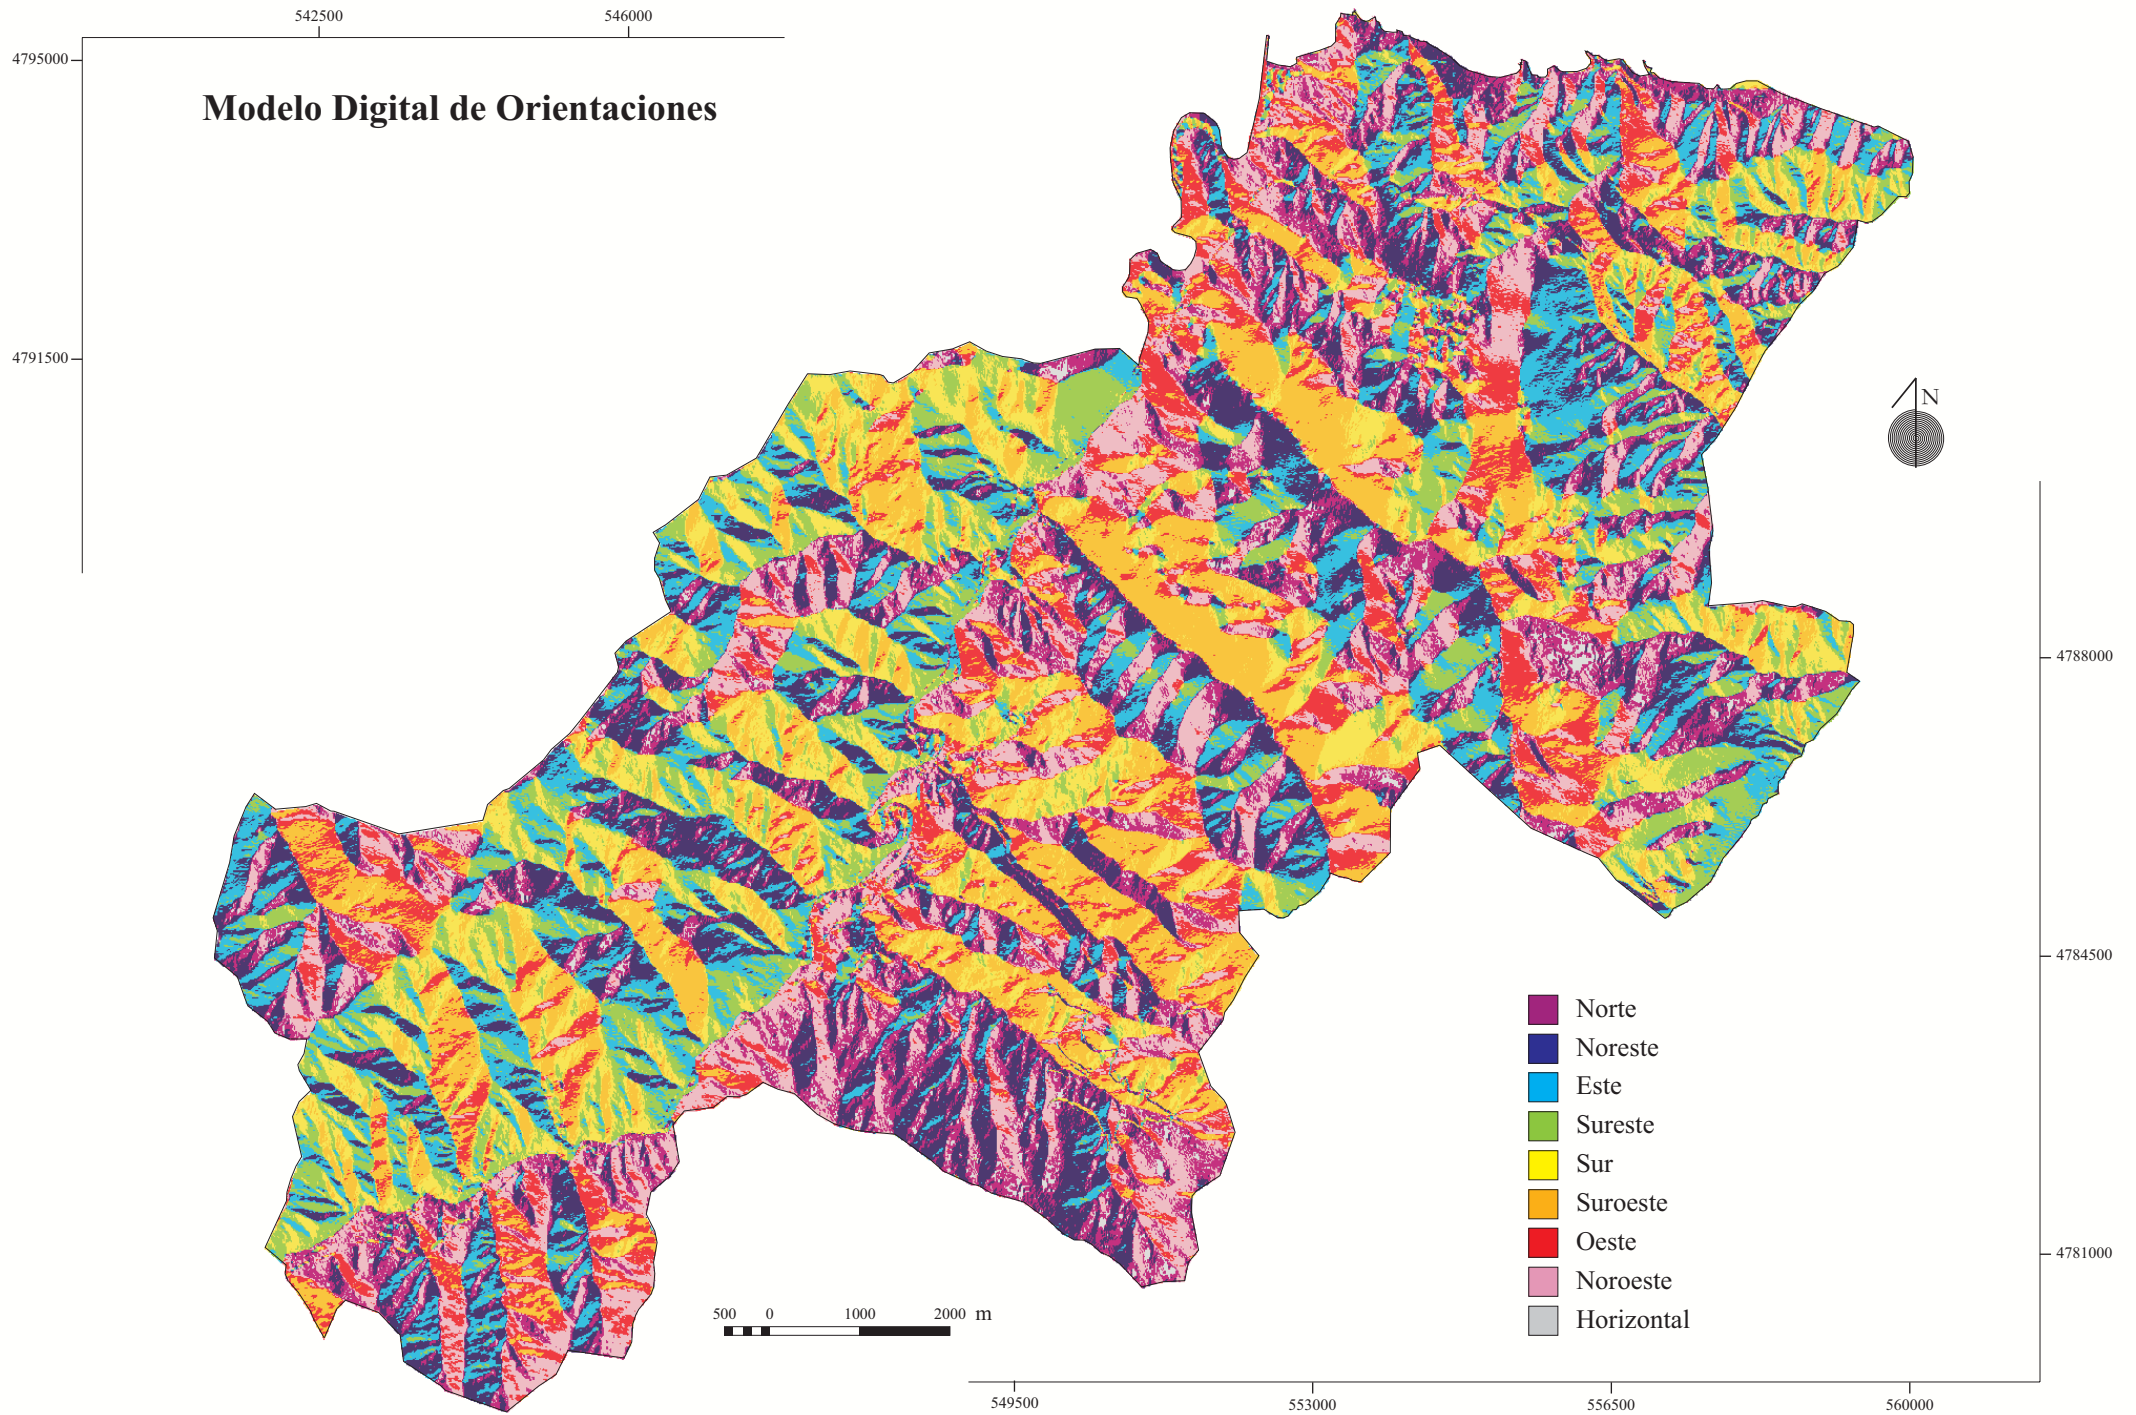 542500
546000
4795000
Modelo Digital de Orientaciones
4791500
N
4788000
4784500
Norte
Noreste
Este
Sureste
Sur
Suroeste
Oeste
Noroeste
Horizontal
4781000
500 0 1000 2000 m
549500
553000
556500
560000